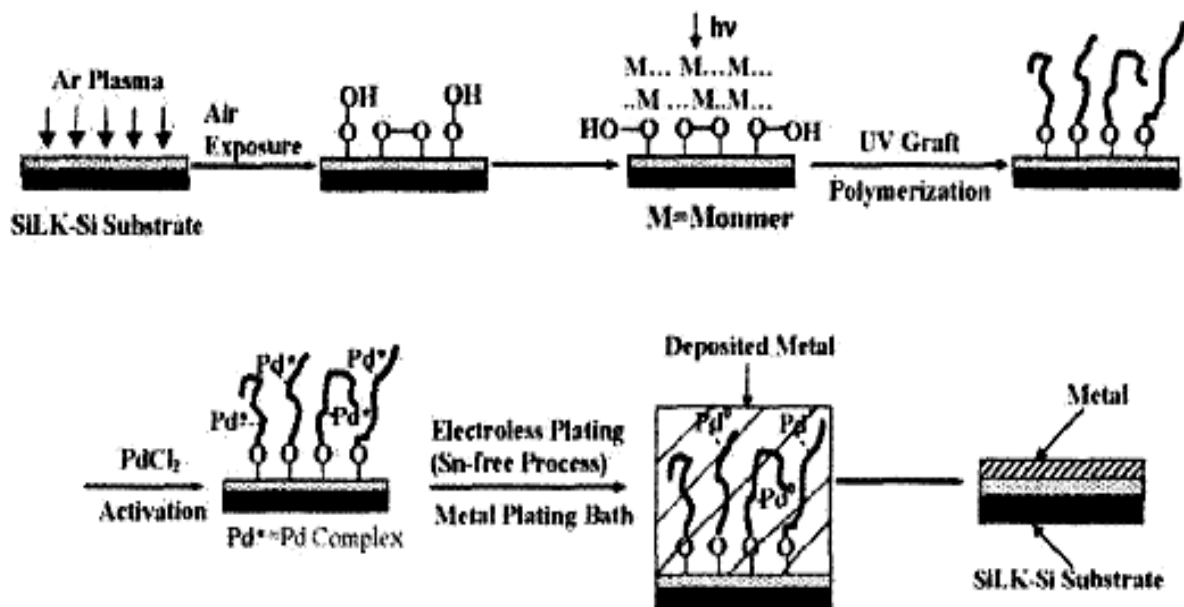 hν
Ar Plasma
Air
Exposure
OH OH
O O O O
M... M...M...
..M ...M..M...
HO O O O O OH
UV Graft
Polymerization
O O O O
SiLK-Si Substrate
M=Monmer
PdCl₂
Activation
Pd* Pd*
Pd* Pd*
O O O O
Pd*=Pd Complex
Electroless Plating
(Sn-free Process)
Metal Plating Bath
Deposited Metal
Pd⁰ Pd
Pd⁰
O O O O
Metal
SiLK-Si Substrate